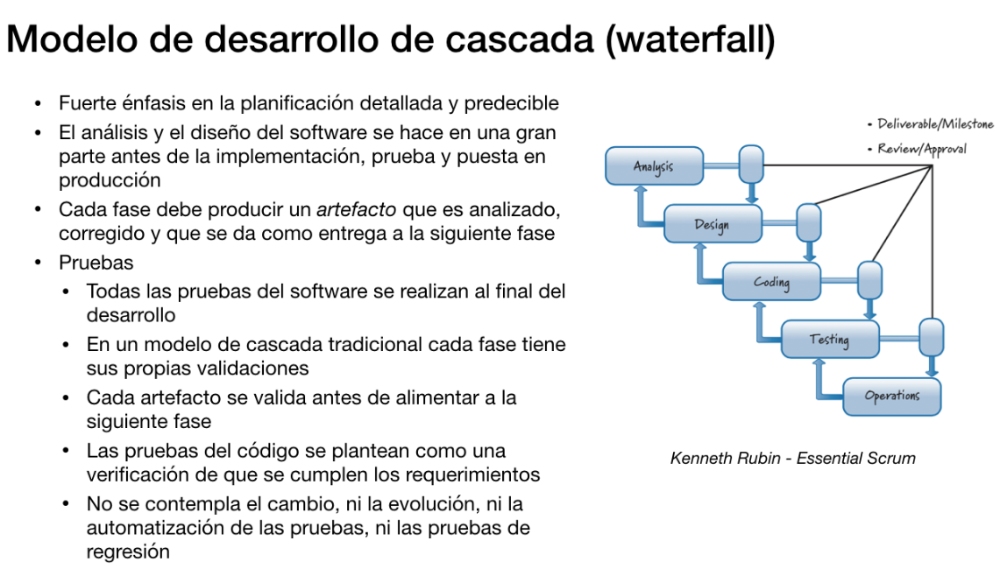 Modelo de desarrollo de cascada (waterfall)
• Fuerte énfasis en la planificación detallada y predecible
• El análisis y el diseño del software se hace en una gran
parte antes de la implementación, prueba y puesta en
producción
• Cada fase debe producir un artefacto que es analizado,
corregido y que se da como entrega a la siguiente fase
• Pruebas
• Todas las pruebas del software se realizan al final del
desarrollo
• En un modelo de cascada tradicional cada fase tiene
sus propias validaciones
• Cada artefacto se valida antes de alimentar a la
siguiente fase
• Las pruebas del código se plantean como una
verificación de que se cumplen los requerimientos
• No se contempla el cambio, ni la evolución, ni la
automatización de las pruebas, ni las pruebas de
regresión
• Deliverable/Milestone
• Review/Approval
Analysis
Design
Coding
Testing
Operations
Kenneth Rubin - Essential Scrum